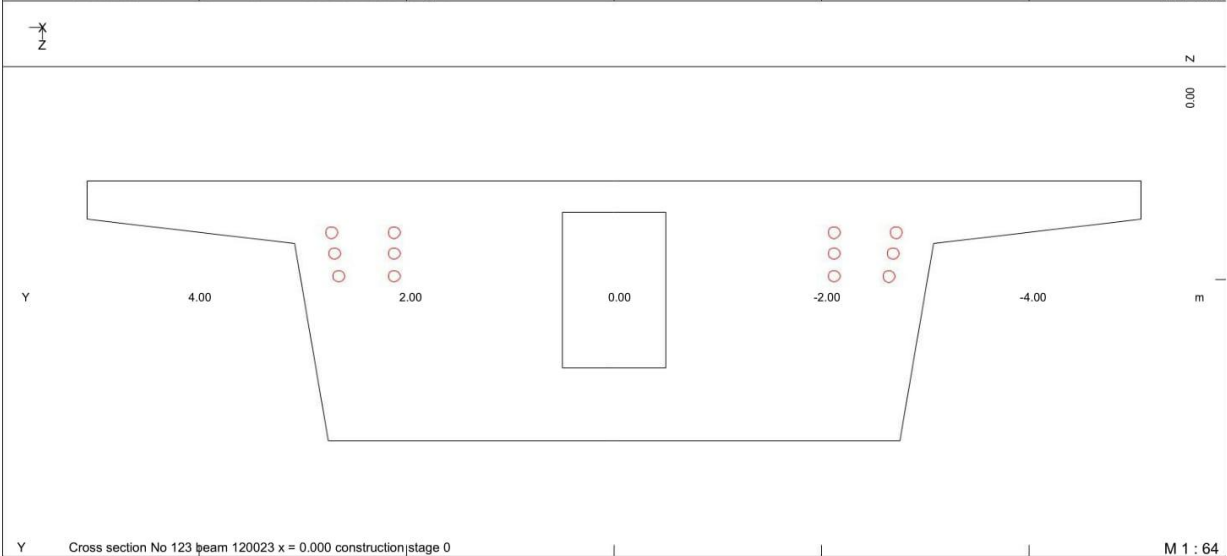 X
Z
Z
0.00
Y 4.00 2.00 0.00 -2.00 -4.00 m
Y Cross section No 123 beam 120023 x = 0.000 construction stage 0 M 1 : 64